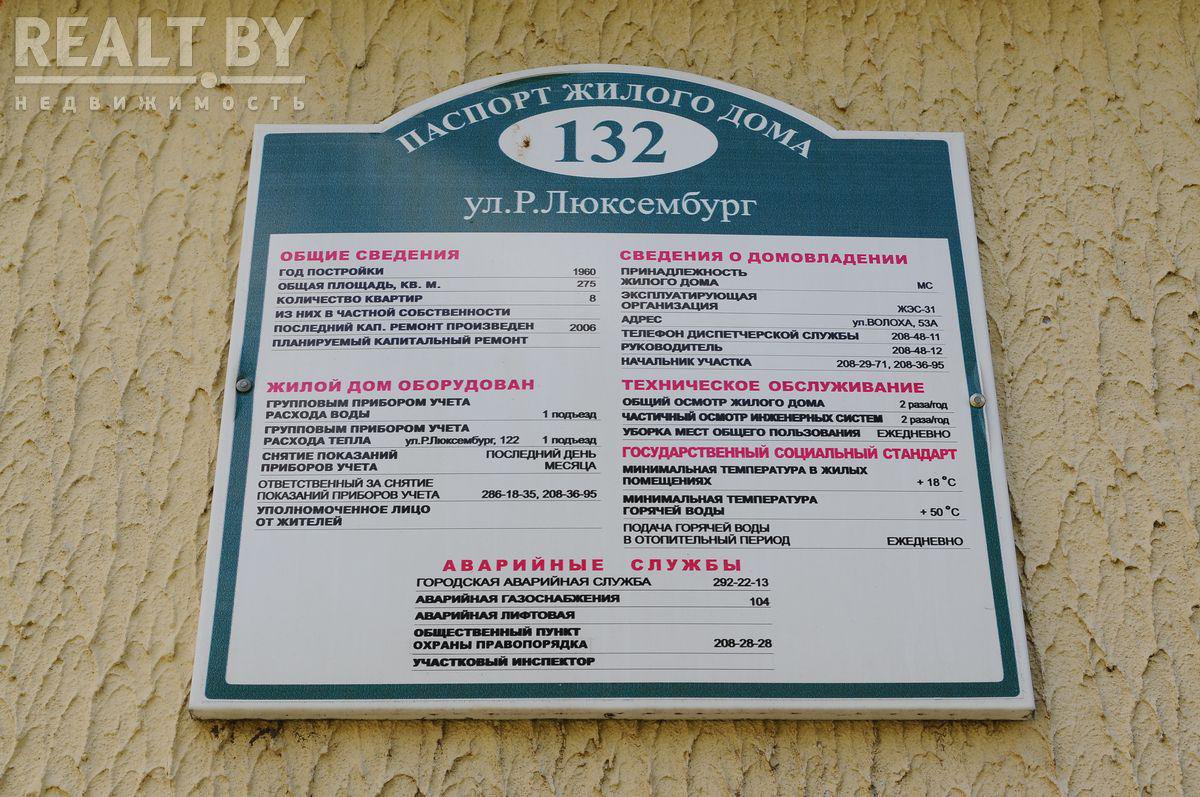 REALT BY
НЕДВИЖИМОСТЬ
ПАСПОРТ ЖИЛОГО ДОМА
132
ул.Р.Люксембург
ОБЩИЕ СВЕДЕНИЯ
ГОД ПОСТРОЙКИ 1960
ОБЩАЯ ПЛОЩАДЬ, КВ. М. 275
КОЛИЧЕСТВО КВАРТИР 8
ИЗ НИХ В ЧАСТНОЙ СОБСТВЕННОСТИ
ПОСЛЕДНИЙ КАП. РЕМОНТ ПРОИЗВЕДЕН 2006
ПЛАНИРУЕМЫЙ КАПИТАЛЬНЫЙ РЕМОНТ
ЖИЛОЙ ДОМ ОБОРУДОВАН
ГРУППОВЫМ ПРИБОРОМ УЧЕТА
РАСХОДА ВОДЫ 1 подъезд
ГРУППОВЫМ ПРИБОРОМ УЧЕТА
РАСХОДА ТЕПЛА ул.Р.Люксембург, 122 1 подъезд
СНЯТИЕ ПОКАЗАНИЙ ПОСЛЕДНИЙ ДЕНЬ
ПРИБОРОВ УЧЕТА МЕСЯЦА
ОТВЕТСТВЕННЫЙ ЗА СНЯТИЕ
ПОКАЗАНИЙ ПРИБОРОВ УЧЕТА 286-18-35, 208-36-95
УПОЛНОМОЧЕННОЕ ЛИЦО
ОТ ЖИТЕЛЕЙ
СВЕДЕНИЯ О ДОМОВЛАДЕНИИ
ПРИНАДЛЕЖНОСТЬ
ЖИЛОГО ДОМА МС
ЭКСПЛУАТИРУЮЩАЯ
ОРГАНИЗАЦИЯ ЖЭС-31
АДРЕС ул.ВОЛОХА, 53А
ТЕЛЕФОН ДИСПЕТЧЕРСКОЙ СЛУЖБЫ 208-48-11
РУКОВОДИТЕЛЬ 208-48-12
НАЧАЛЬНИК УЧАСТКА 208-29-71, 208-36-95
ТЕХНИЧЕСКОЕ ОБСЛУЖИВАНИЕ
ОБЩИЙ ОСМОТР ЖИЛОГО ДОМА 2 раза/год
ЧАСТИЧНЫЙ ОСМОТР ИНЖЕНЕРНЫХ СИСТЕМ 2 раза/год
УБОРКА МЕСТ ОБЩЕГО ПОЛЬЗОВАНИЯ ЕЖЕДНЕВНО
ГОСУДАРСТВЕННЫЙ СОЦИАЛЬНЫЙ СТАНДАРТ
МИНИМАЛЬНАЯ ТЕМПЕРАТУРА В ЖИЛЫХ
ПОМЕЩЕНИЯХ + 18 °С
МИНИМАЛЬНАЯ ТЕМПЕРАТУРА
ГОРЯЧЕЙ ВОДЫ + 50 °С
ПОДАЧА ГОРЯЧЕЙ ВОДЫ
В ОТОПИТЕЛЬНЫЙ ПЕРИОД ЕЖЕДНЕВНО
АВАРИЙНЫЕ СЛУЖБЫ
ГОРОДСКАЯ АВАРИЙНАЯ СЛУЖБА 292-22-13
АВАРИЙНАЯ ГАЗОСНАБЖЕНИЯ 104
АВАРИЙНАЯ ЛИФТОВАЯ
ОБЩЕСТВЕННЫЙ ПУНКТ
ОХРАНЫ ПРАВОПОРЯДКА 208-28-28
УЧАСТКОВЫЙ ИНСПЕКТОР